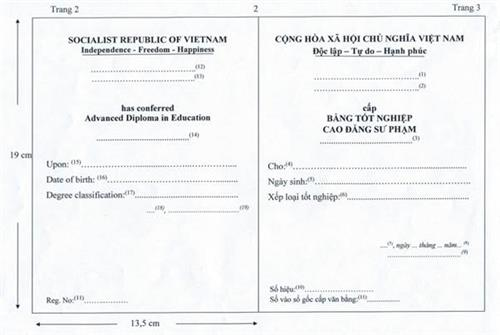 Trang 2
2
Trang 3
SOCIALIST REPUBLIC OF VIETNAM
Independence - Freedom - Happiness
...........................(12)
...........................(13)
has conferred
Advanced Diploma in Education
...........................(14)
Upon: (15)...........................
Date of birth: (16)...........................
Degree classification:(17)...........................
....(18), ....................(19)
Reg. No:(11)....................
CỘNG HÒA XÃ HỘI CHỦ NGHĨA VIỆT NAM
Độc lập – Tự do – Hạnh phúc
...........................(1)
...........................(2)
cấp
BẰNG TỐT NGHIỆP
CAO ĐẲNG SƯ PHẠM
...........................(3)
Cho:(4)...........................
Ngày sinh:(5)...........................
Xếp loại tốt nghiệp:(6)...........................
....(7), ngày ... tháng ... năm... (8)
...........................(9)
Số hiệu:(10)....................
Số vào sổ gốc cấp văn bằng:(11)..........
19 cm
13,5 cm